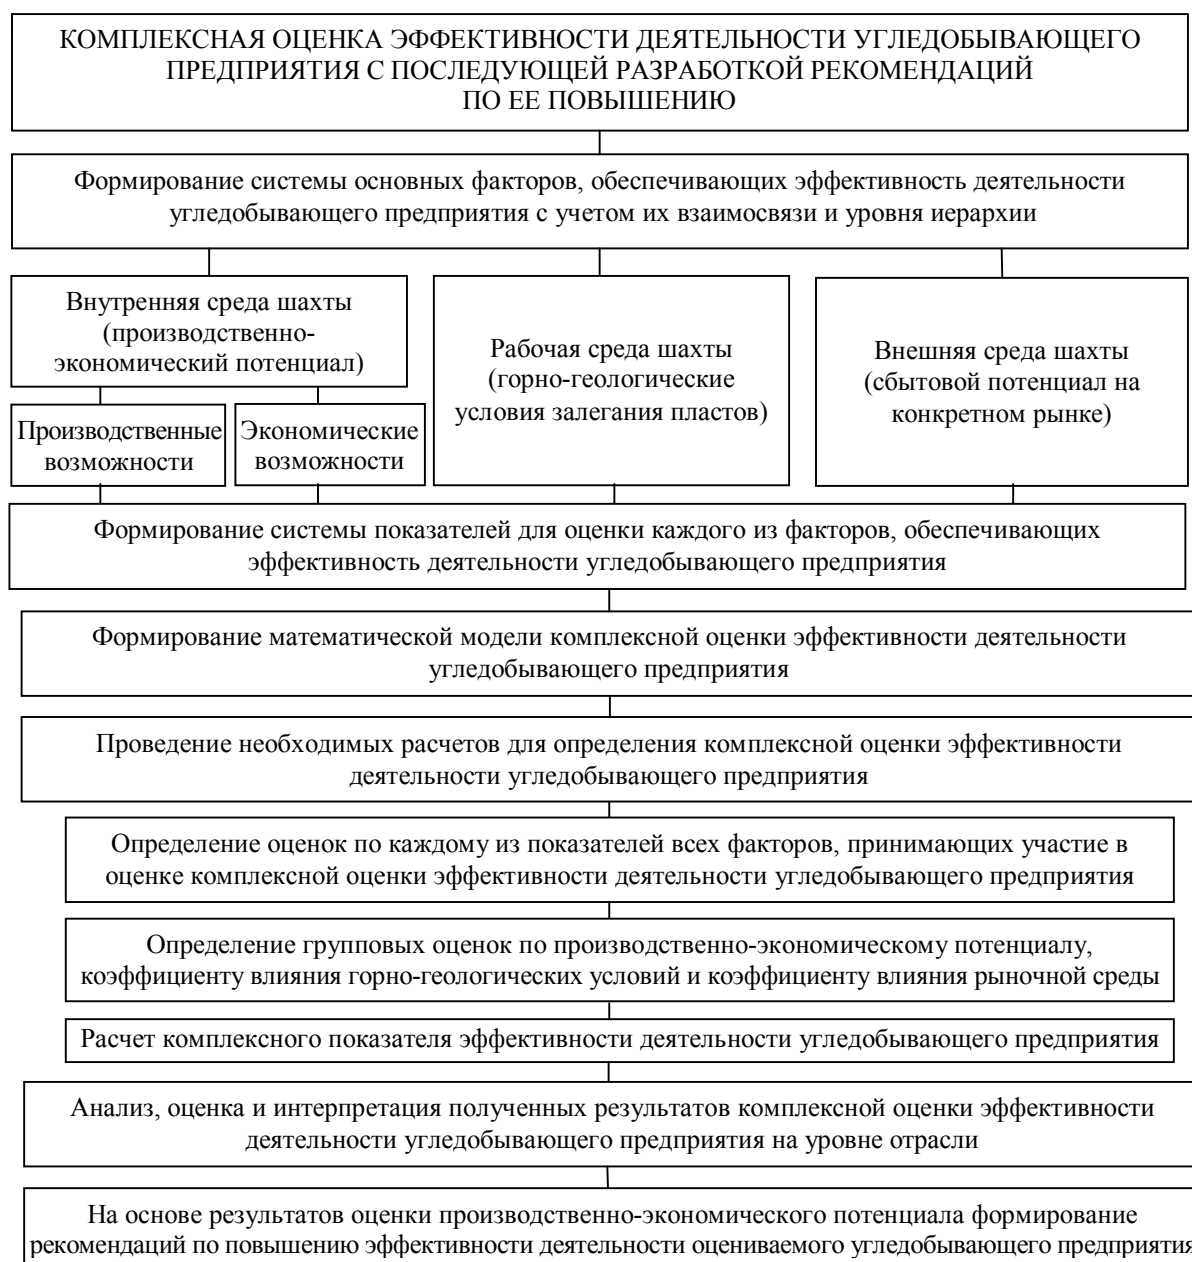 КОМПЛЕКСНАЯ ОЦЕНКА ЭФФЕКТИВНОСТИ ДЕЯТЕЛЬНОСТИ УГЛЕДОБЫВАЮЩЕГО
ПРЕДПРИЯТИЯ С ПОСЛЕДУЮЩЕЙ РАЗРАБОТКОЙ РЕКОМЕНДАЦИЙ
ПО ЕЕ ПОВЫШЕНИЮ
Формирование системы основных факторов, обеспечивающих эффективность деятельности
угледобывающего предприятия с учетом их взаимосвязи и уровня иерархии
Внутренняя среда шахты
(производственно-
экономический потенциал)
Производственные
возможности
Экономические
возможности
Рабочая среда шахты
(горно-геологические
условия залегания пластов)
Внешняя среда шахты
(сбытовой потенциал на
конкретном рынке)
Формирование системы показателей для оценки каждого из факторов, обеспечивающих
эффективность деятельности угледобывающего предприятия
Формирование математической модели комплексной оценки эффективности деятельности
угледобывающего предприятия
Проведение необходимых расчетов для определения комплексной оценки эффективности
деятельности угледобывающего предприятия
Определение оценок по каждому из показателей всех факторов, принимающих участие в
оценке комплексной оценки эффективности деятельности угледобывающего предприятия
Определение групповых оценок по производственно-экономическому потенциалу,
коэффициенту влияния горно-геологических условий и коэффициенту влияния рыночной среды
Расчет комплексного показателя эффективности деятельности угледобывающего предприятия
Анализ, оценка и интерпретация полученных результатов комплексной оценки эффективности
деятельности угледобывающего предприятия на уровне отрасли
На основе результатов оценки производственно-экономического потенциала формирование
рекомендаций по повышению эффективности деятельности оцениваемого угледобывающего предприятия